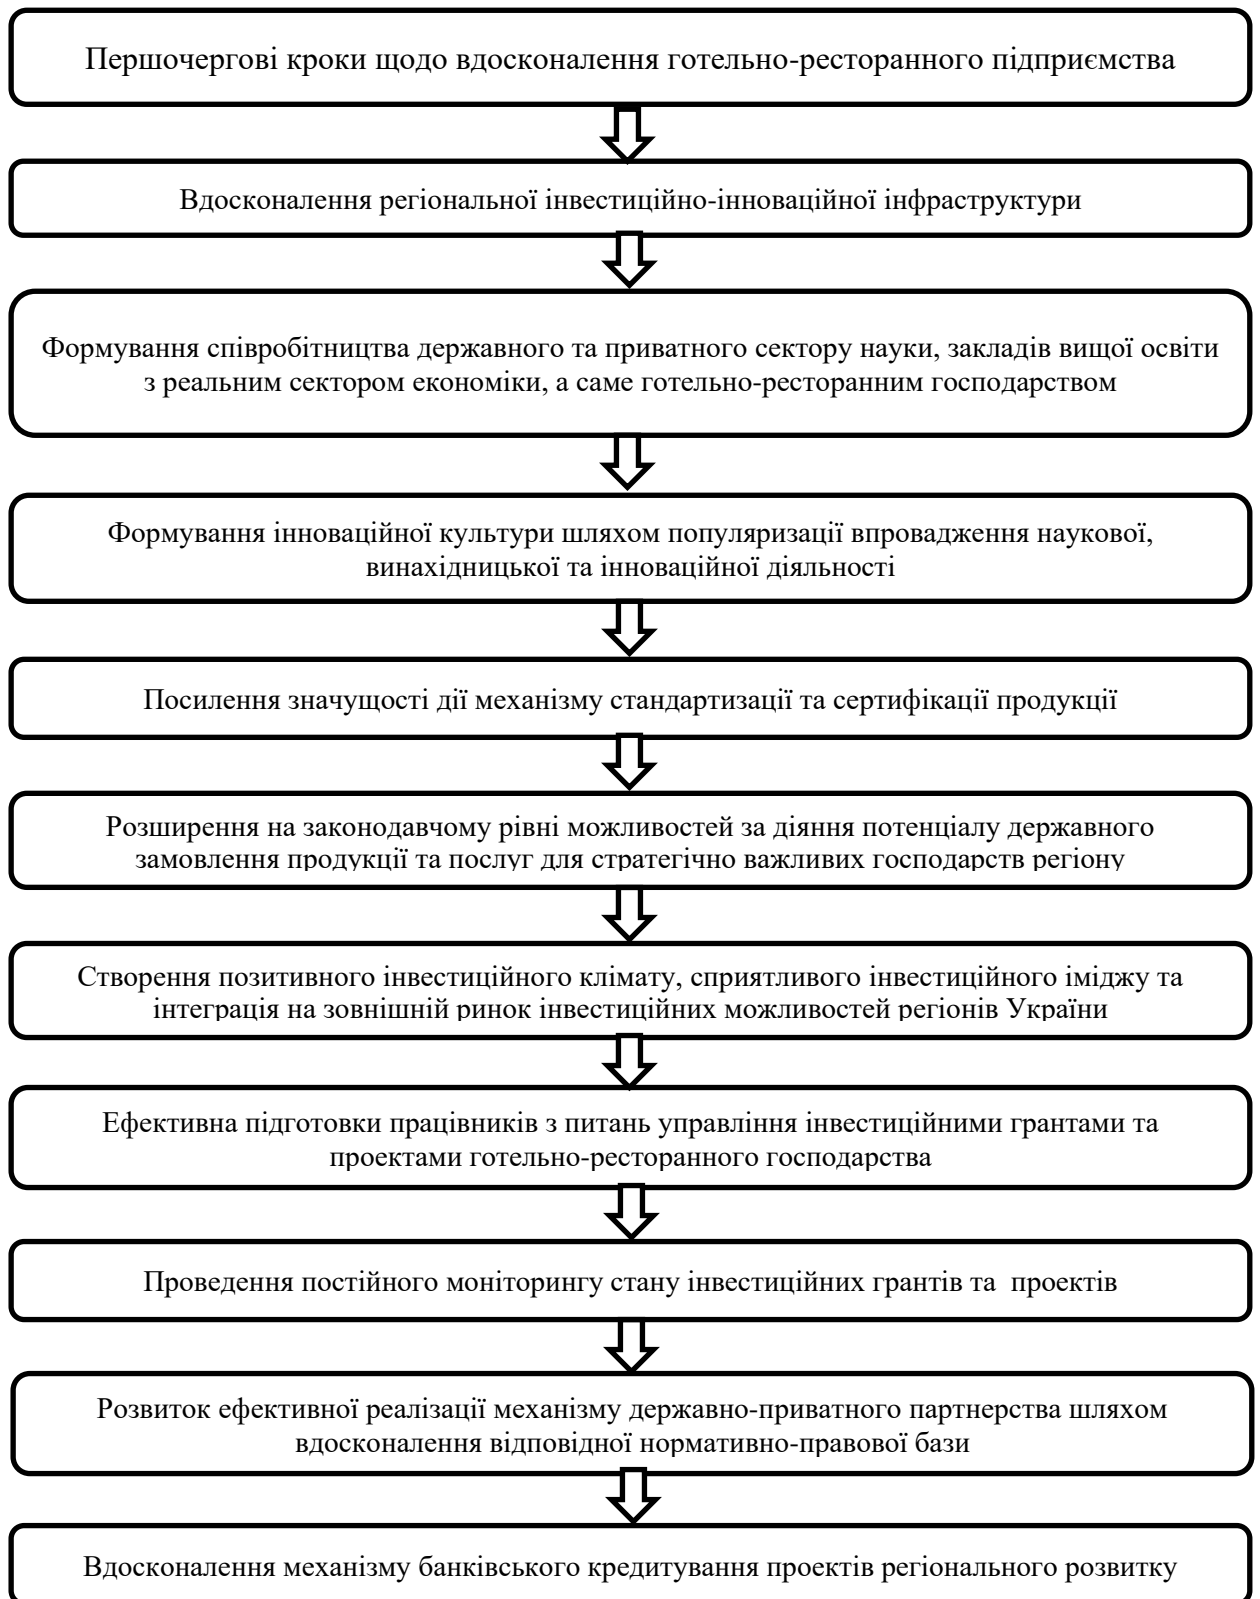 Першочергові кроки щодо вдосконалення готельно-ресторанного підприємства
Вдосконалення регіональної інвестиційно-інноваційної інфраструктури
Формування співробітництва державного та приватного сектору науки, закладів вищої освіти
з реальним сектором економіки, а саме готельно-ресторанним господарством
Формування інноваційної культури шляхом популяризації впровадження наукової,
винахідницької та інноваційної діяльності
Посилення значущості дії механізму стандартизації та сертифікації продукції
Розширення на законодавчому рівні можливостей за діяння потенціалу державного
замовлення продукції та послуг для стратегічно важливих господарств регіону
Створення позитивного інвестиційного клімату, сприятливого інвестиційного іміджу та
інтеграція на зовнішній ринок інвестиційних можливостей регіонів України
Ефективна підготовки працівників з питань управління інвестиційними грантами та
проектами готельно-ресторанного господарства
Проведення постійного моніторингу стану інвестиційних грантів та проектів
Розвиток ефективної реалізації механізму державно-приватного партнерства шляхом
вдосконалення відповідної нормативно-правової бази
Вдосконалення механізму банківського кредитування проектів регіонального розвитку